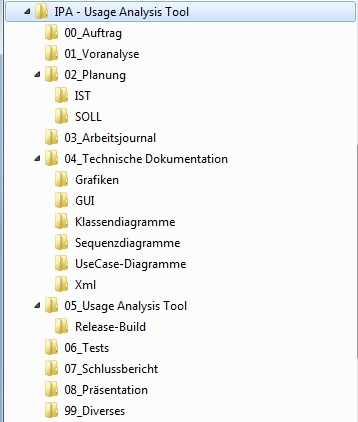 IPA - Usage Analysis Tool
00_Auftrag
01_Voranalyse
02_Planung
IST
SOLL
03_Arbeitsjournal
04_Technische Dokumentation
Grafiken
GUI
Klassendiagramme
Sequenzdiagramme
UseCase-Diagramme
Xml
05_Usage Analysis Tool
Release-Build
06_Tests
07_Schlussbericht
08_Präsentation
99_Diverses